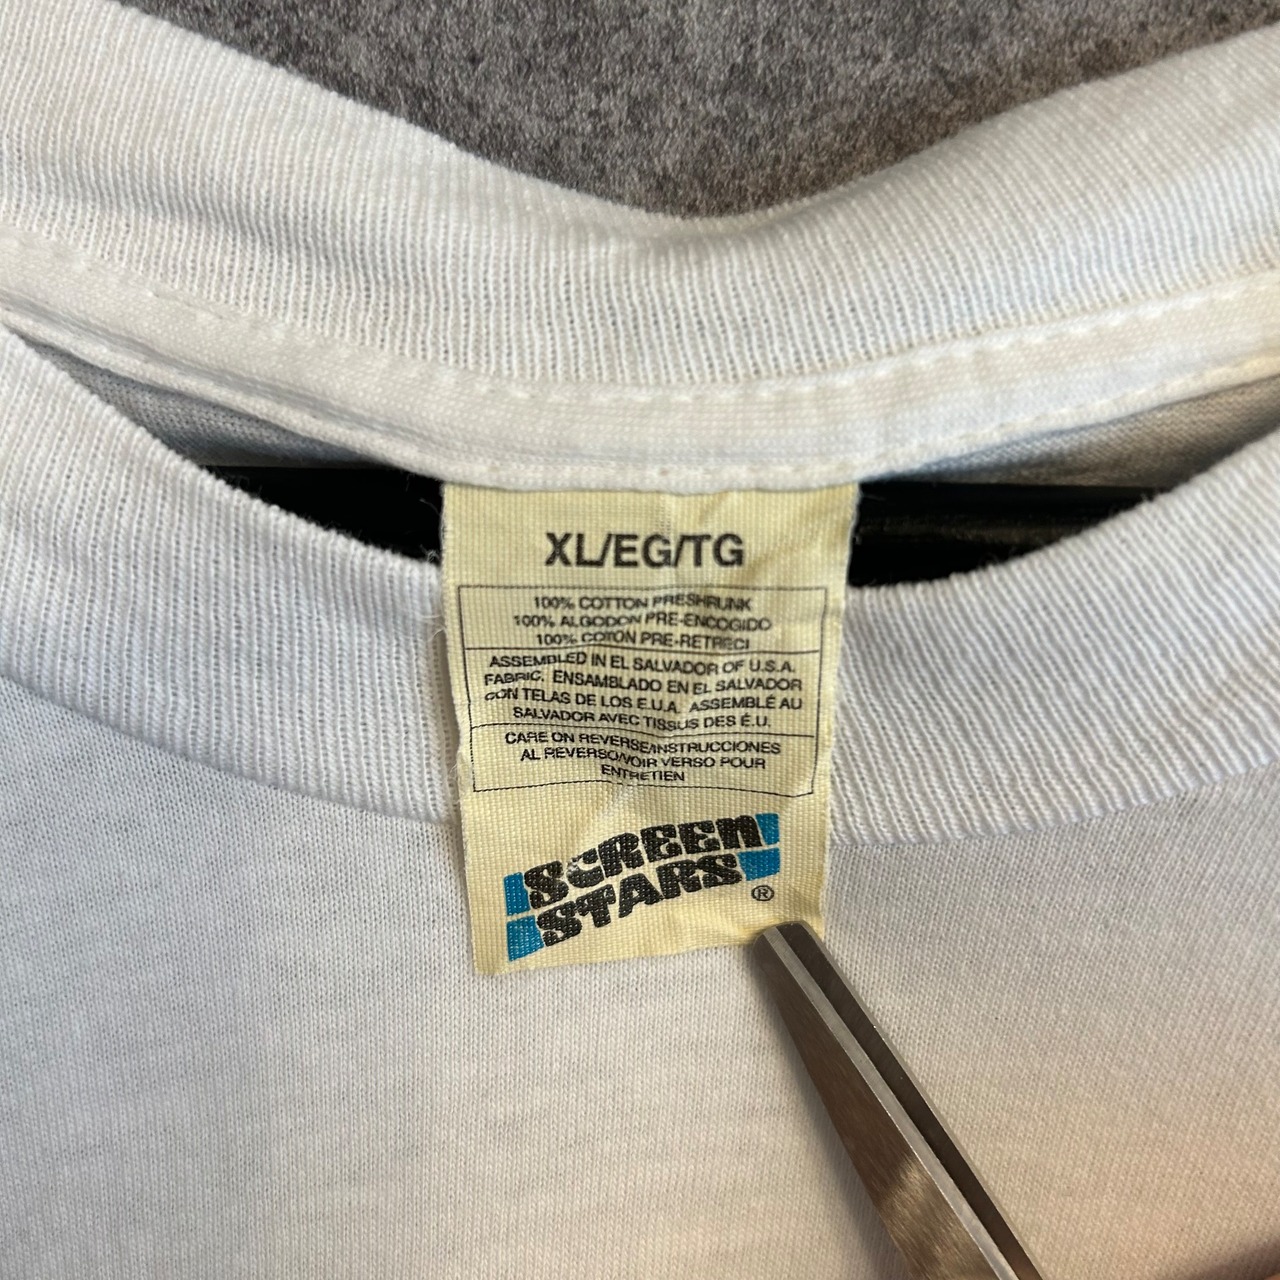 XL/EG/TG
100% COTTON PRESHRUNK
100% ALGODON PRE-ENCOGIDO
100% COTON PRE-RETRECI
ASSEMBLED IN EL SALVADOR OF U.S.A.
FABRIC. ENSAMBLADO EN EL SALVADOR
CON TELAS DE LOS E.U.A. ASSEMBLÉ AU
SALVADOR AVEC TISSUS DES É.U.
CARE ON REVERSE/INSTRUCCIONES
AL REVERSO/VOIR VERSO POUR
ENTRETIEN
SCREEN
STARS®